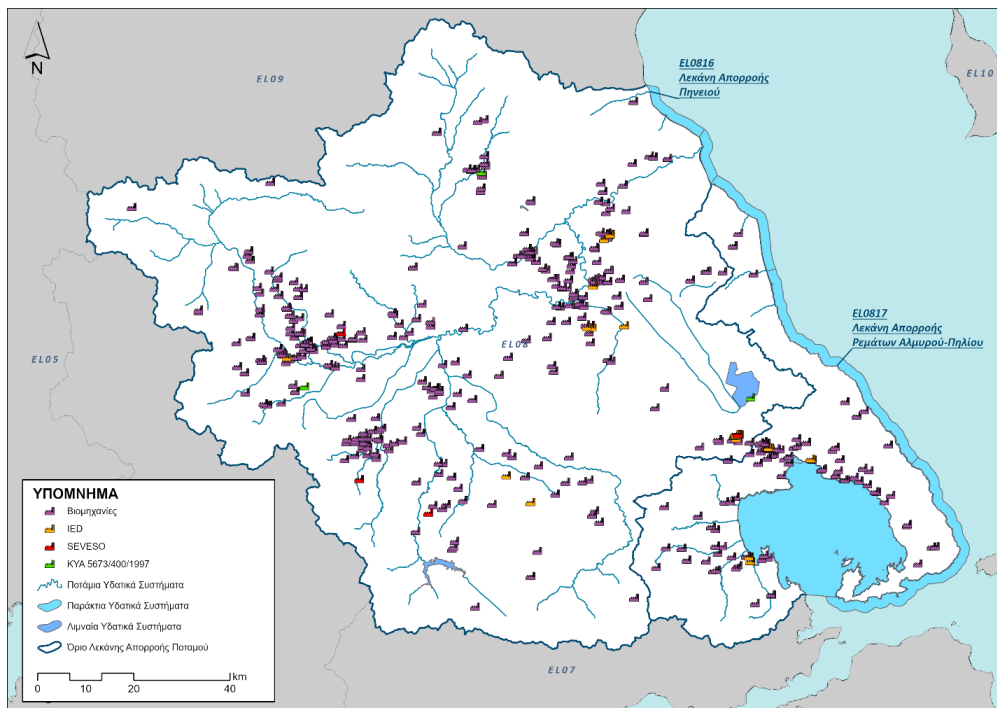 N
EL09
EL0816
Λεκάνη Απορροής
Πηνειού
EL10
EL0817
Λεκάνη Απορροής
Ρεμάτων Αλμυρού-Πηλίου
EL05
EL08
EL07
ΥΠΟΜΝΗΜΑ
Βιομηχανίες
IED
SEVESO
ΚΥΑ 5673/400/1997
Ποτάμια Υδατικά Συστήματα
Παράκτια Υδατικά Συστήματα
Λιμναία Υδατικά Συστήματα
Όριο Λεκάνης Απορροής Ποταμού
km
0 10 20 40